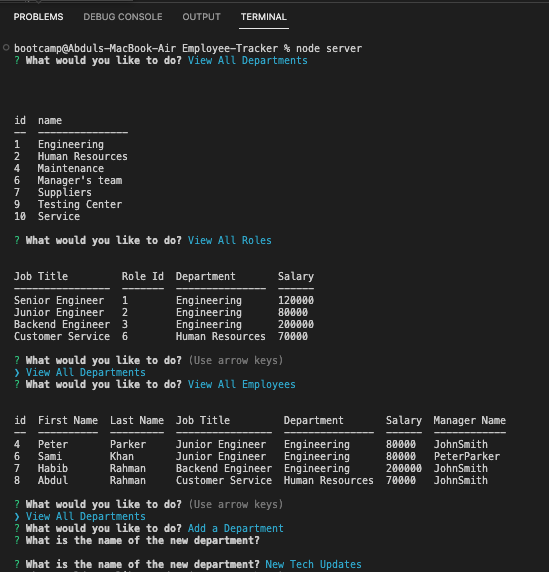 PROBLEMS DEBUG CONSOLE OUTPUT TERMINAL
bootcamp@Abduls-MacBook-Air Employee-Tracker % node server
? What would you like to do? View All Departments
id name
-- ---------------
1 Engineering
2 Human Resources
4 Maintenance
6 Manager's team
7 Suppliers
9 Testing Center
10 Service
? What would you like to do? View All Roles
Job Title Role Id Department Salary
---------------- ------- --------------- ------
Senior Engineer 1 Engineering 120000
Junior Engineer 2 Engineering 80000
Backend Engineer 3 Engineering 200000
Customer Service 6 Human Resources 70000
? What would you like to do? (Use arrow keys)
❯ View All Departments
? What would you like to do? View All Employees
id First Name Last Name Job Title Department Salary Manager Name
-- ---------- --------- ---------------- --------------- ------ ------------
4 Peter Parker Junior Engineer Engineering 80000 JohnSmith
6 Sami Khan Junior Engineer Engineering 80000 PeterParker
7 Habib Rahman Backend Engineer Engineering 200000 JohnSmith
8 Abdul Rahman Customer Service Human Resources 70000 JohnSmith
? What would you like to do? (Use arrow keys)
❯ View All Departments
? What would you like to do? Add a Department
? What is the name of the new department?
? What is the name of the new department? New Tech Updates